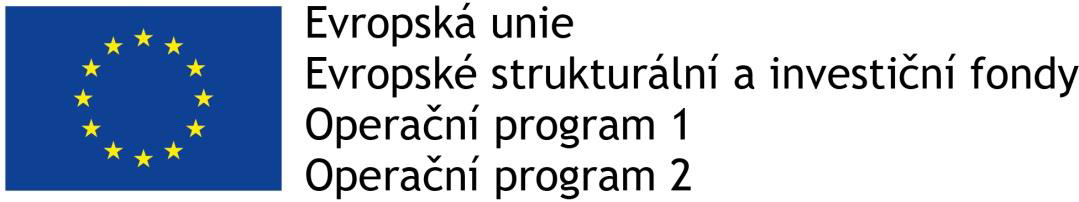 Evropská unie
Evropské strukturální a investiční fondy
Operační program 1
Operační program 2